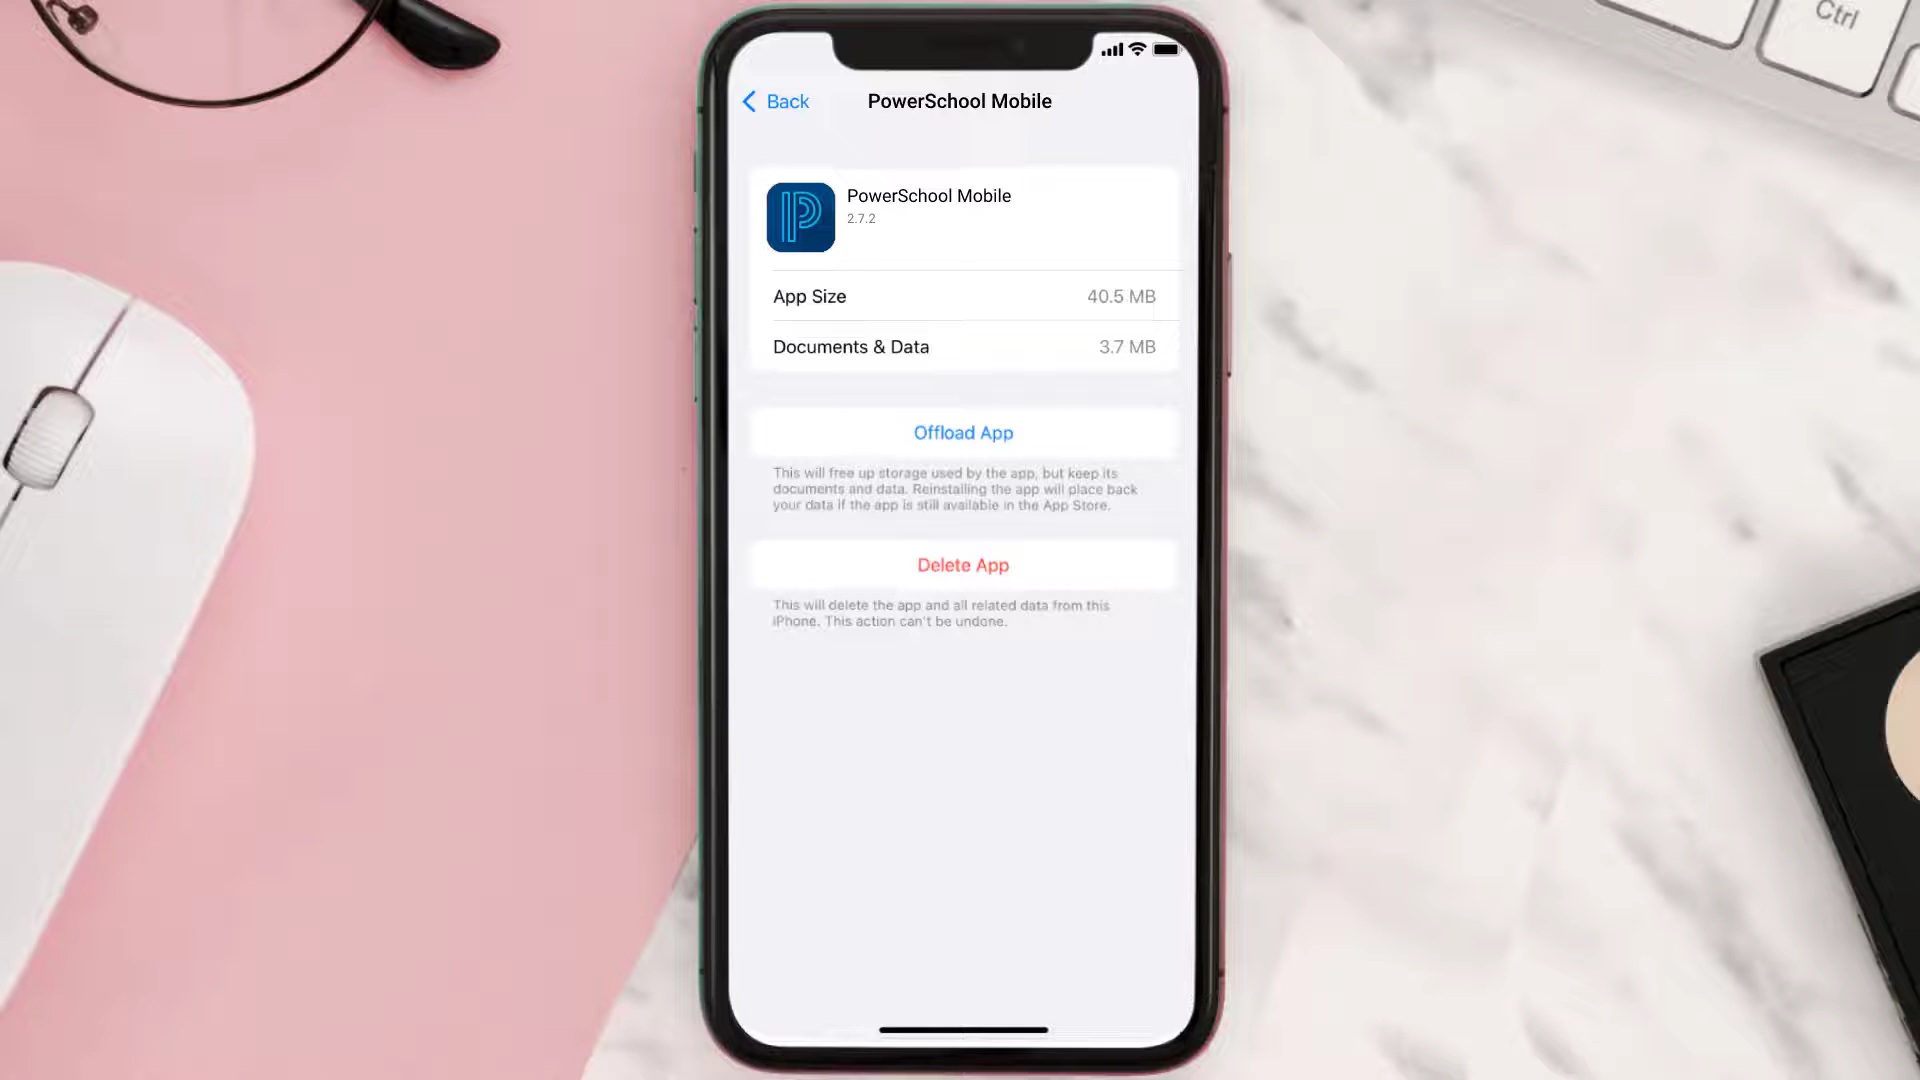 Ctrl
Back
PowerSchool Mobile
PowerSchool Mobile
2.7.2
App Size
40.5 MB
Documents & Data
3.7 MB
Offload App
This will free up storage used by the app, but keep its
documents and data. Reinstalling the app will place back
your data if the app is still available in the App Store.
Delete App
This will delete the app and all related data from this
iPhone. This action can't be undone.